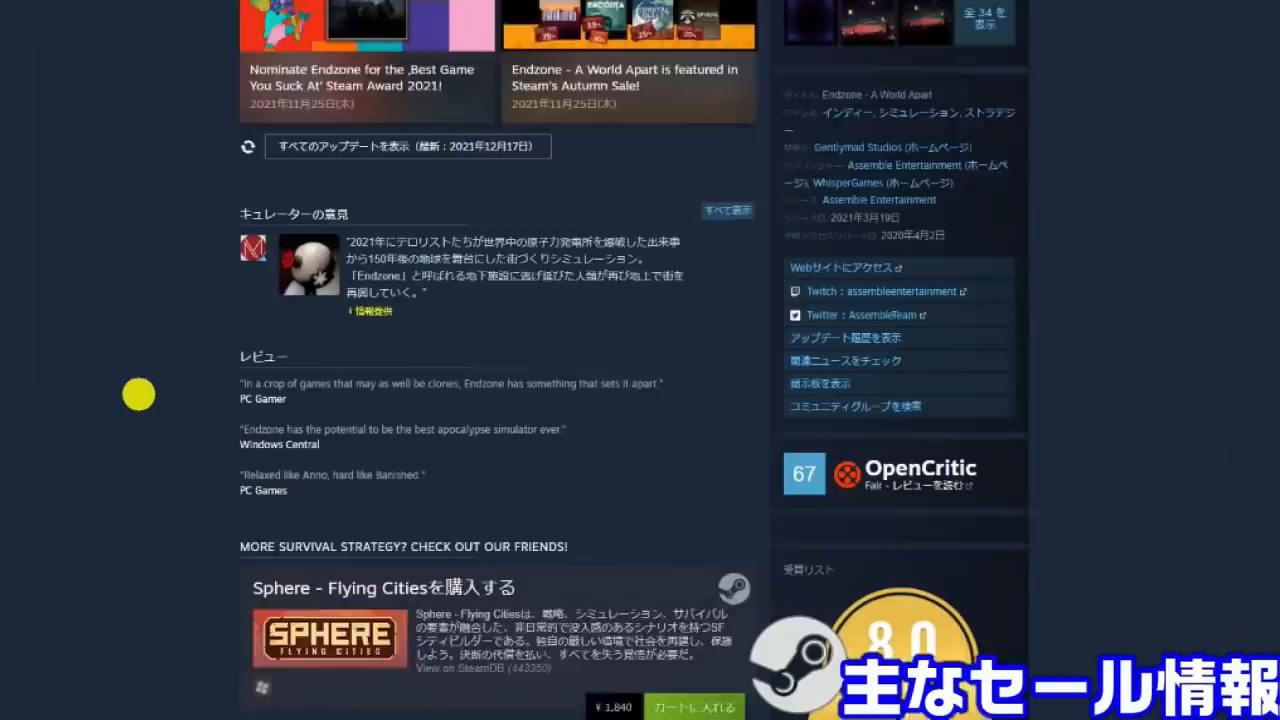 全 34 を
表示
Nominate Endzone for the ‚Best Game
You Suck At' Steam Award 2021!
2021年11月25日(木)
Endzone - A World Apart is featured in
Steam's Autumn Sale!
2021年11月25日(木)
すべてのアップデートを表示（最新：2021年12月17日）
キュレーターの意見
すべて表示
"2021年にテロリストたちが世界中の原子力発電所を爆破した出来事
から150年後の地球を舞台にした街づくりシミュレーション。
「Endzone」と呼ばれる地下施設に逃げ延びた人類が再び地上で街を
再興していく。"
情報提供
レビュー
"In a crop of games that may as well be clones, Endzone has something that sets it apart."
PC Gamer
"Endzone has the potential to be the best apocalypse simulator ever."
Windows Central
"Relaxed like Anno, hard like Banished."
PC Games
MORE SURVIVAL STRATEGY? CHECK OUT OUR FRIENDS!
Sphere - Flying Citiesを購入する
SPHERE
FLYING CITIES
Sphere - Flying Citiesは、戦略、シミュレーション、サバイバル
の要素が融合した、非日常的で没入感のあるシナリオを持つSF
シティビルダーである。独自の厳しい環境で社会を再建し、保護
しよう。決断の代償を払い、すべてを失う覚悟が必要だ。
View on SteamDB (443350)
¥ 1,840
カートに入れる
Endzone - A World Apart
インディー, シミュレーション, ストラテジ
ー
Gentlymad Studios (ホームページ)
Assemble Entertainment (ホームペ
ージ), WhisperGames (ホームページ)
Assemble Entertainment
2021年3月19日
2020年4月2日
Webサイトにアクセス
Twitch：assembleentertainment
Twitter：AssembleTeam
アップデート履歴を表示
関連ニュースをチェック
掲示板を表示
コミュニティグループを検索
67
OpenCritic
Fair - レビューを読む
受賞リスト
8.0
主なセール情報